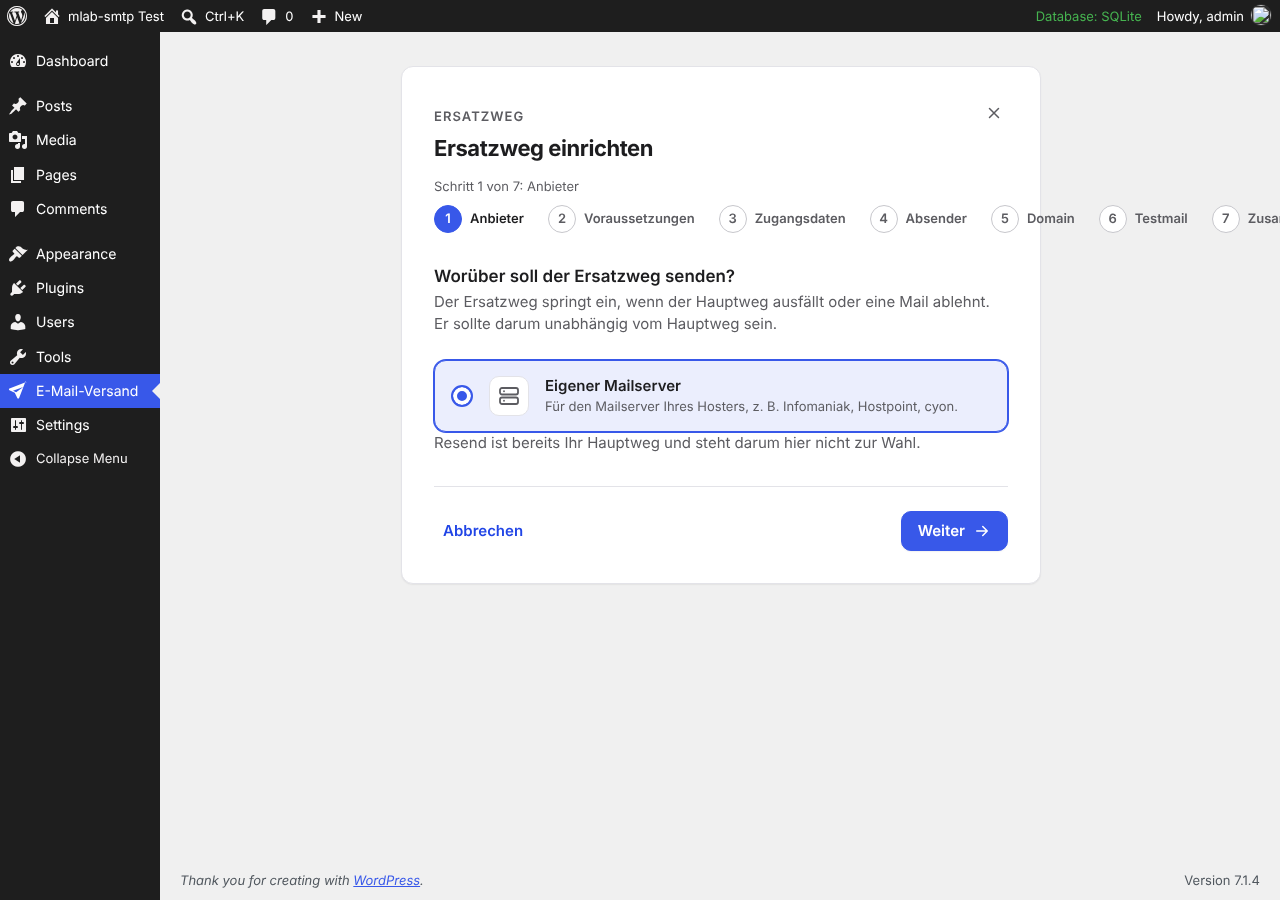 mlab-smtp Test Ctrl+K 0 New Database: SQLite Howdy, admin
Dashboard
Posts
Media
Pages
Comments
Appearance
Plugins
Users
Tools
E-Mail-Versand
Settings
Collapse Menu
ERSATZWEG
Ersatzweg einrichten
Schritt 1 von 7: Anbieter
1 Anbieter 2 Voraussetzungen 3 Zugangsdaten 4 Absender 5 Domain 6 Testmail 7
Worüber soll der Ersatzweg senden?
Der Ersatzweg springt ein, wenn der Hauptweg ausfällt oder eine Mail ablehnt.
Er sollte darum unabhängig vom Hauptweg sein.
Eigener Mailserver
Für den Mailserver Ihres Hosters, z. B. Infomaniak, Hostpoint, cyon.
Resend ist bereits Ihr Hauptweg und steht darum hier nicht zur Wahl.
Abbrechen Weiter
Thank you for creating with WordPress. Version 7.1.4